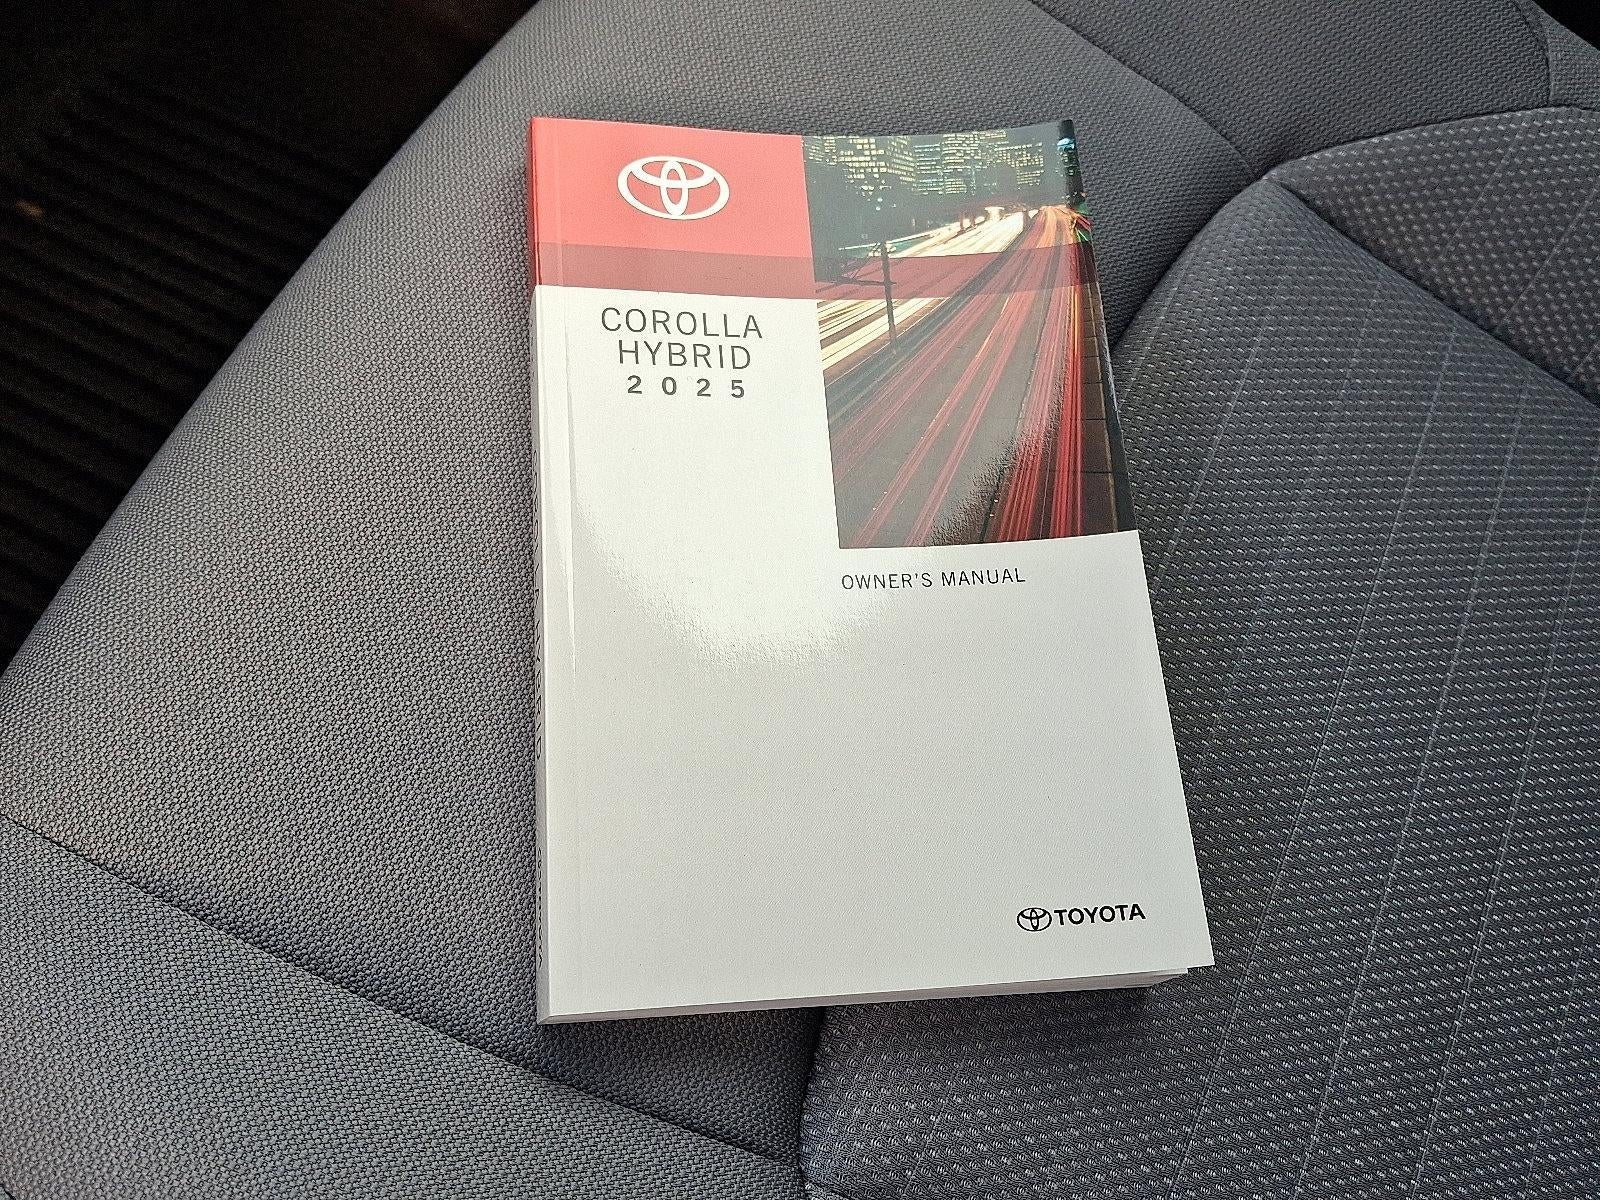 COROLLA
HYBRID
2025
OWNER'S MANUAL
TOYOTA